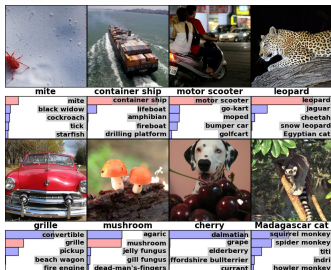 mite
container ship
motor scooter
leopard
mite
black widow
cockroach
tick
starfish
container ship
lifeboat
amphibian
fireboat
drilling platform
motor scooter
go-kart
moped
bumper car
golfcart
leopard
jaguar
cheetah
snow leopard
Egyptian cat
grille
mushroom
cherry
Madagascar cat
convertible
grille
pickup
beach wagon
fire engine
agaric
mushroom
jelly fungus
gill fungus
dead-man's-fingers
dalmatian
grape
elderberry
ffordshire bullterrier
currant
squirrel monkey
spider monkey
titi
indri
howler monkey